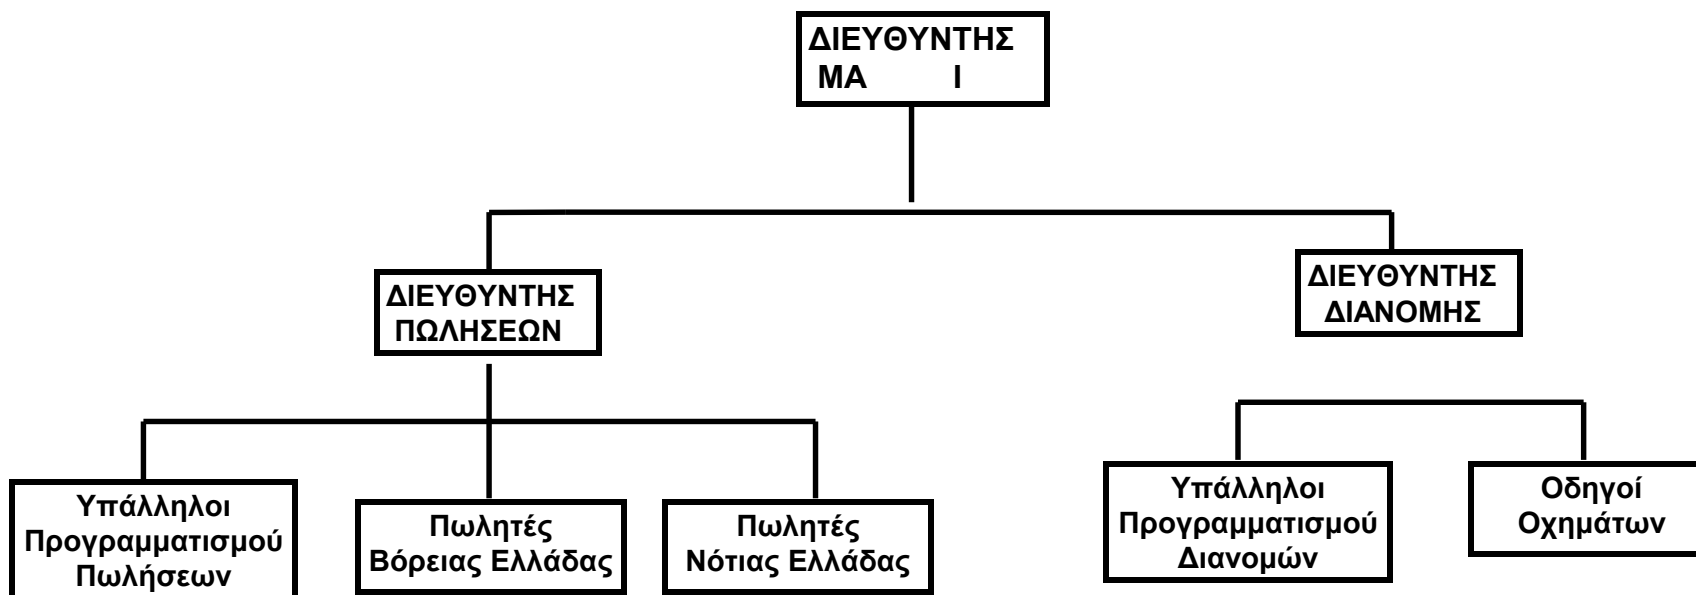 ΔΙΕΥΘΥΝΤΗΣ
ΜΑ Ι
ΔΙΕΥΘΥΝΤΗΣ
ΠΩΛΗΣΕΩΝ
ΔΙΕΥΘΥΝΤΗΣ
ΔΙΑΝΟΜΗΣ
Υπάλληλοι
Προγραμματισμού
Πωλήσεων
Πωλητές
Βόρειας Ελλάδας
Πωλητές
Νότιας Ελλάδας
Υπάλληλοι
Προγραμματισμού
Διανομών
Οδηγοί
Οχημάτων